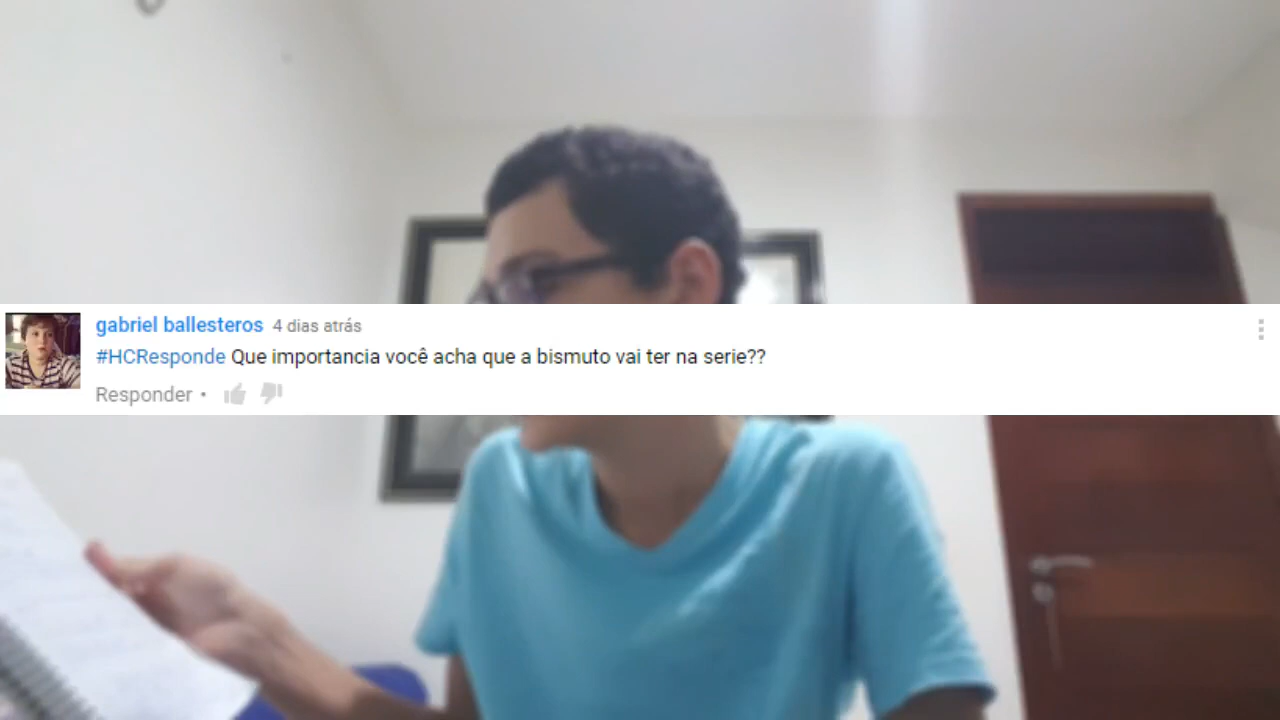 gabriel ballesteros 4 dias atrás
#HCResponde Que importancia você acha que a bismuto vai ter na serie??
Responder •